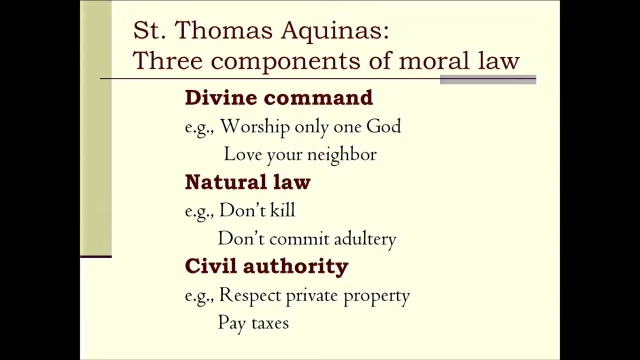 St. Thomas Aquinas:
Three components of moral law
Divine command
e.g., Worship only one God
Love your neighbor
Natural law
e.g., Don't kill
Don't commit adultery
Civil authority
e.g., Respect private property
Pay taxes